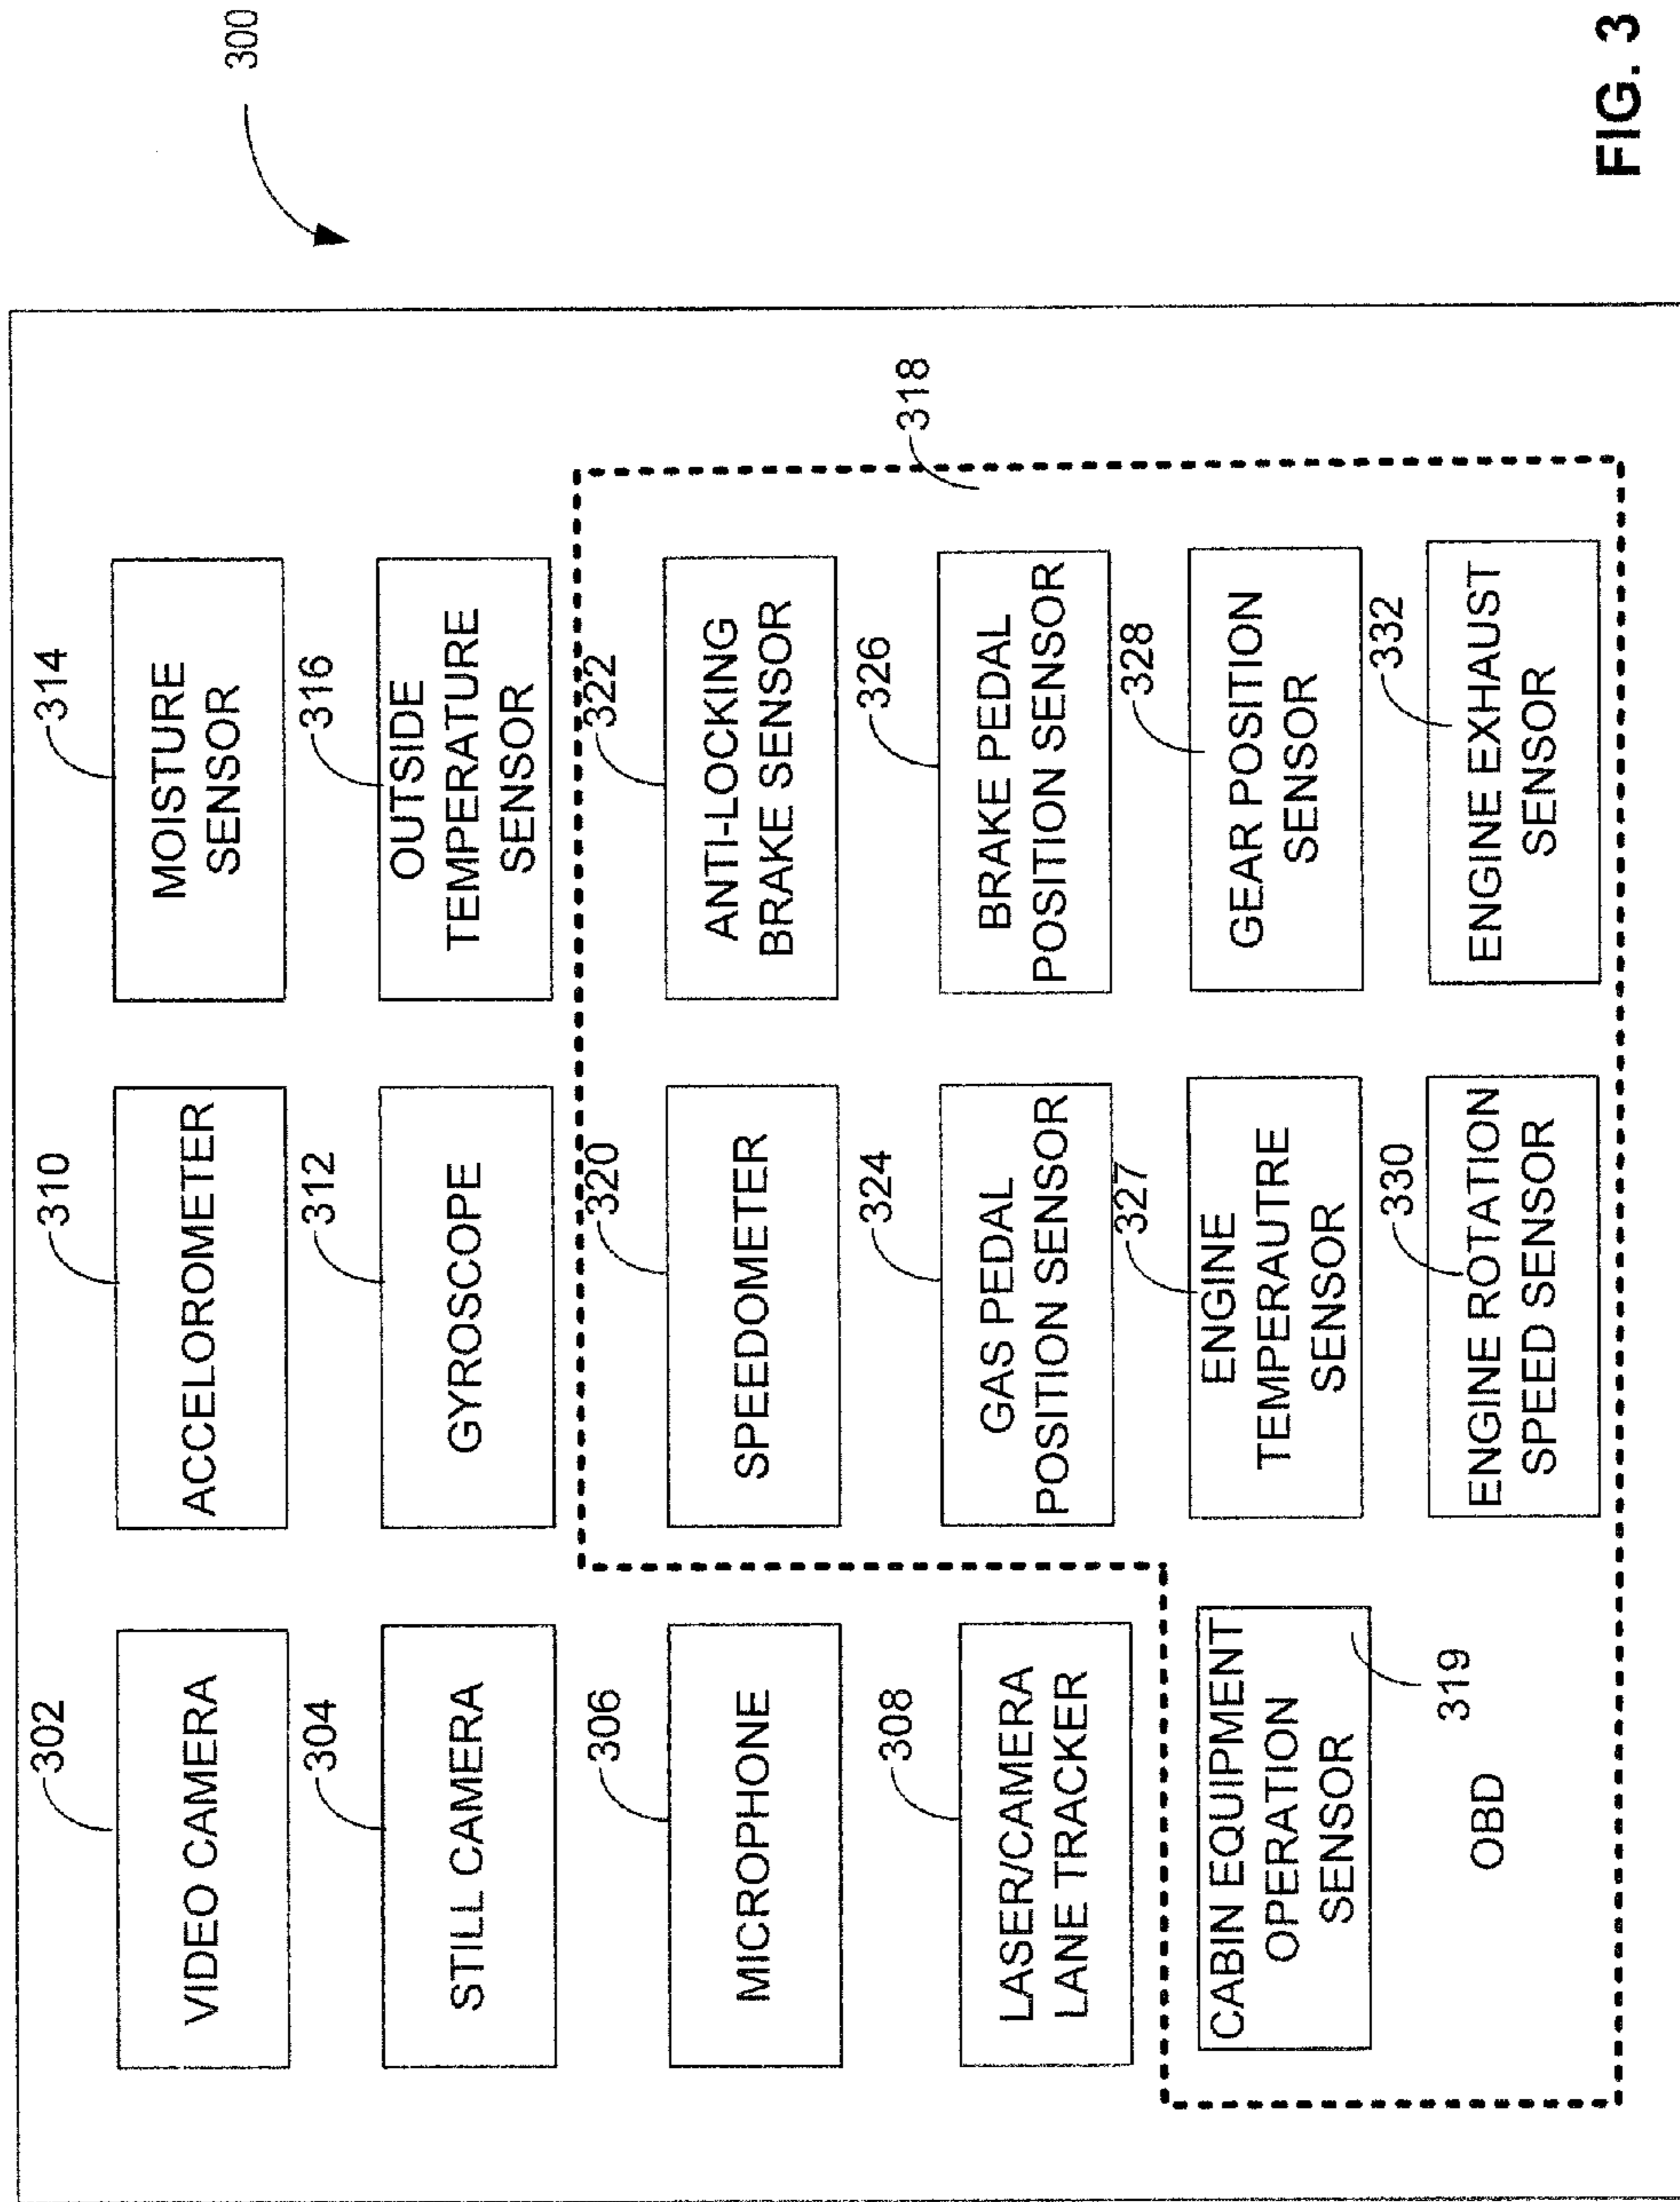 300
302
VIDEO CAMERA
310
ACCELOROMETER
314
MOISTURE
SENSOR
304
STILL CAMERA
312
GYROSCOPE
316
OUTSIDE
TEMPERATURE
SENSOR
306
MICROPHONE
320
SPEEDOMETER
322
ANTI-LOCKING
BRAKE SENSOR
318
308
LASER/CAMERA
LANE TRACKER
324
GAS PEDAL
POSITION SENSOR
326
BRAKE PEDAL
POSITION SENSOR
CABIN EQUIPMENT
OPERATION
SENSOR
319
327
ENGINE
TEMPERAUTRE
SENSOR
328
GEAR POSITION
SENSOR
OBD
330
ENGINE ROTATION
SPEED SENSOR
332
ENGINE EXHAUST
SENSOR
FIG. 3